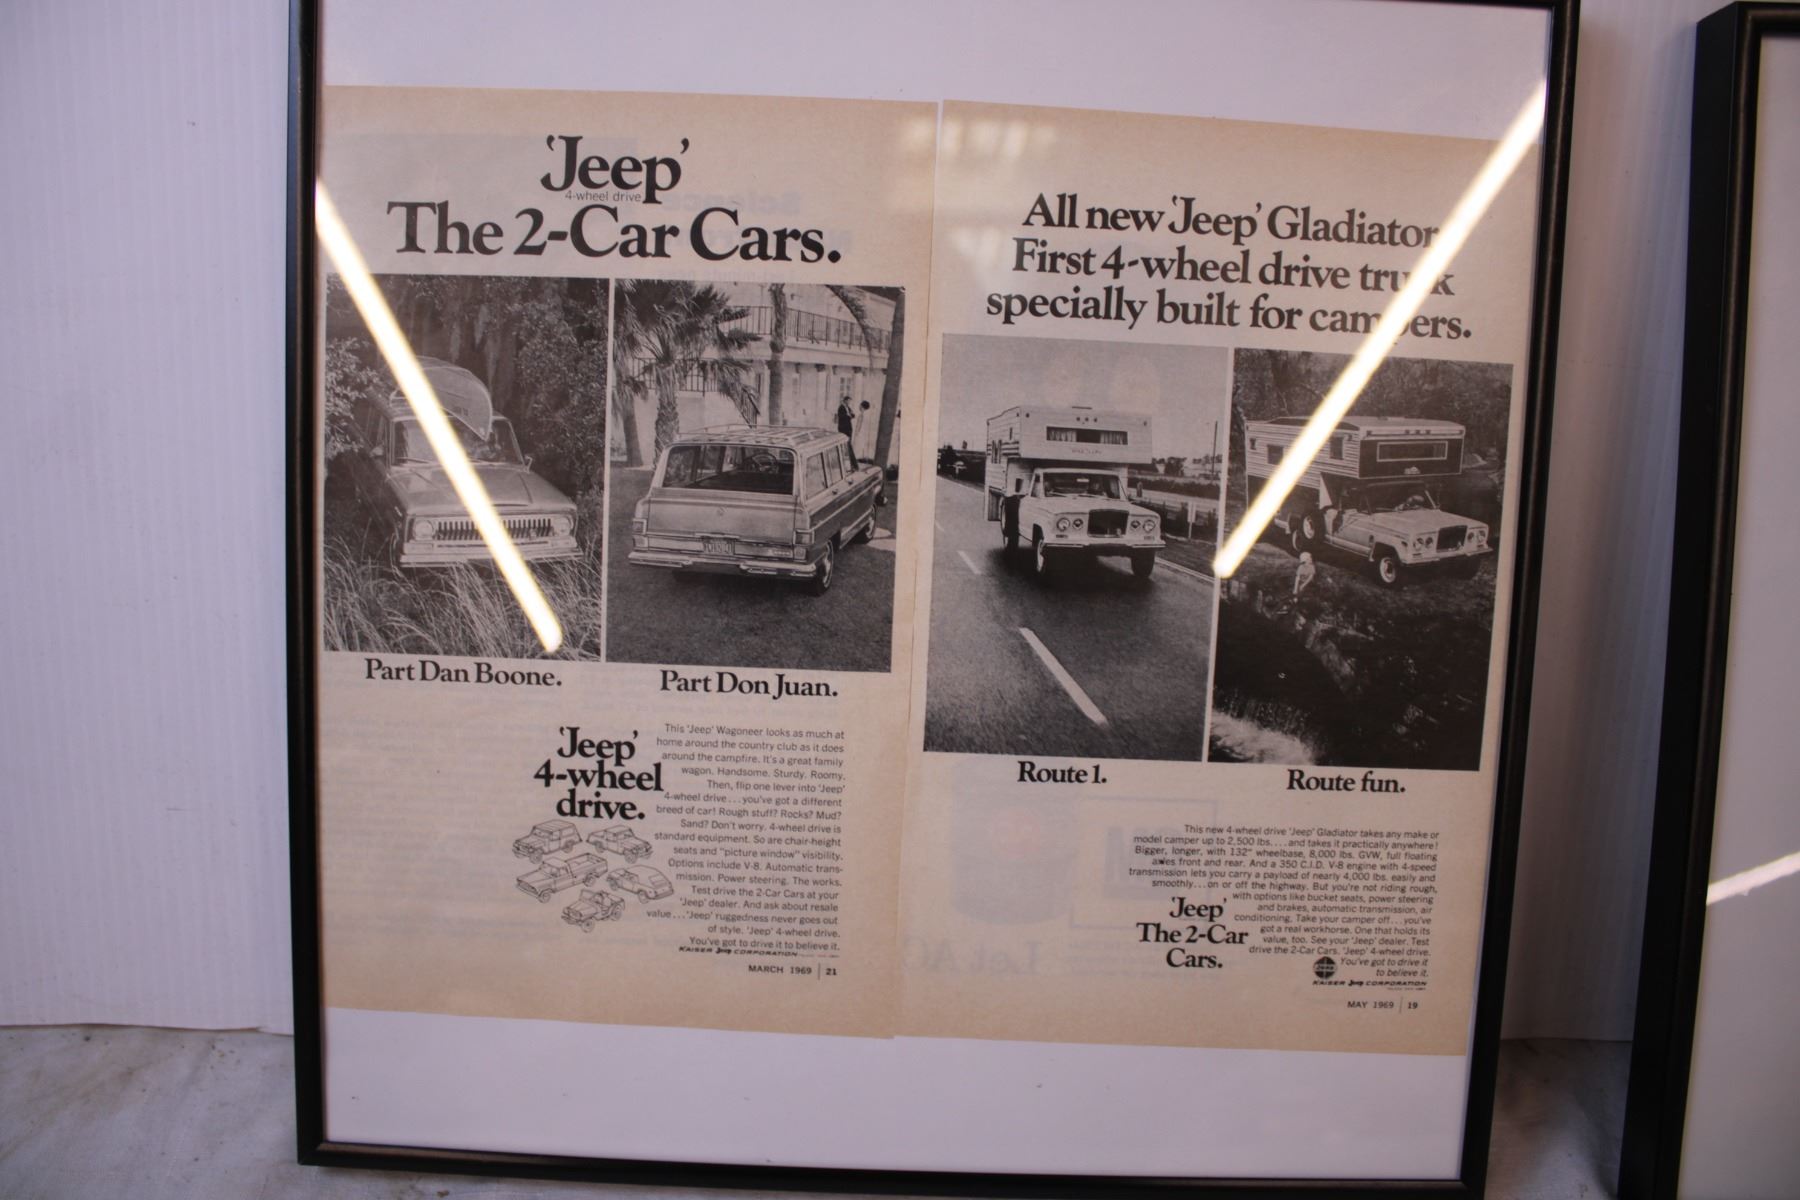 'Jeep'
4-wheel drive
The 2-Car Cars.
Part Dan Boone.
Part Don Juan.
'Jeep'
4-wheel
drive.
This 'Jeep' Wagoneer looks as much at
home around the country club as it does
around the campfire. It's a great family
wagon. Handsome. Sturdy. Roomy.
Then, flip one lever into 'Jeep'
4-wheel drive...you've got a different
breed of car! Rough stuff? Rocks? Mud?
Sand? Don't worry. 4-wheel drive is
standard equipment. So are chair-height
seats and "picture window" visibility.
Options include V-8. Automatic trans-
mission. Power steering. The works.
Test drive the 2-Car Cars at your
'Jeep' dealer. And ask about resale
value...'Jeep' ruggedness never goes out
of style. 'Jeep' 4-wheel drive.
You've got to drive it to believe it.
KAISER Jeep CORPORATION
MARCH 1969 | 21
All new 'Jeep' Gladiator
First 4-wheel drive truck
specially built for campers.
Route 1.
Route fun.
This new 4-wheel drive 'Jeep' Gladiator takes any make or
model camper up to 2,500 lbs....and takes it practically anywhere!
Bigger, longer, with 132" wheelbase, 8,000 lbs. GVW, full floating
axles front and rear. And a 350 C.I.D. V-8 engine with 4-speed
transmission lets you carry a payload of nearly 4,000 lbs. easily and
smoothly...on or off the highway. But you're not riding rough,
with options like bucket seats, power steering
and brakes, automatic transmission, air
conditioning. Take your camper off...you've
got a real workhorse. One that holds its
value, too. See your 'Jeep' dealer. Test
drive the 2-Car Cars. 'Jeep' 4-wheel drive.
You've got to drive it
to believe it.
'Jeep'
The 2-Car
Cars.
KAISER Jeep CORPORATION
MAY 1969 | 19